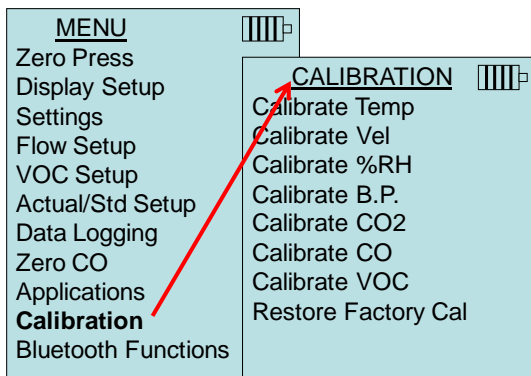 MENU
Zero Press
Display Setup
Settings
Flow Setup
VOC Setup
Actual/Std Setup
Data Logging
Zero CO
Applications
Calibration
Bluetooth Functions
CALIBRATION
Calibrate Temp
Calibrate Vel
Calibrate %RH
Calibrate B.P.
Calibrate CO2
Calibrate CO
Calibrate VOC
Restore Factory Cal